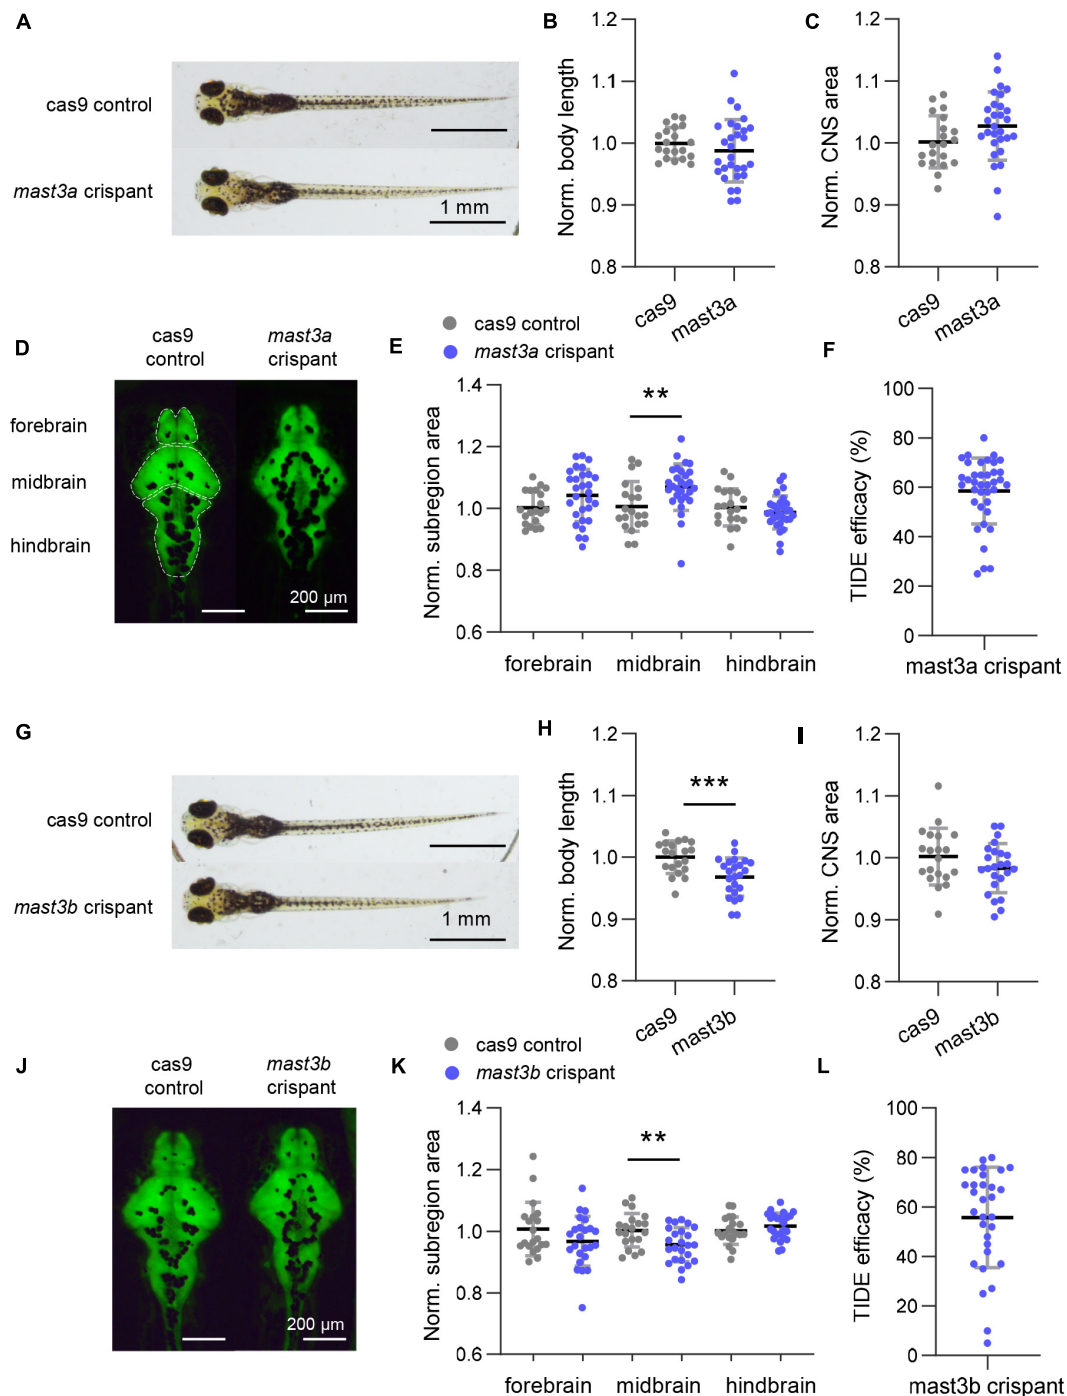 A
cas9 control
mast3a crispant
1 mm
B
1.2
1.1
1.0
0.9
0.8
Norm. body length
cas9
mast3a
C
1.2
1.1
1.0
0.9
0.8
Norm. CNS area
cas9
mast3a
D
cas9
control
mast3a
crispant
forebrain
midbrain
hindbrain
200 µm
E
cas9 control
mast3a crispant
1.4
1.2
1.0
0.8
0.6
Norm. subregion area
**
forebrain
midbrain
hindbrain
F
100
80
60
40
20
0
TIDE efficacy (%)
mast3a crispant
G
cas9 control
mast3b crispant
1 mm
H
1.2
1.1
1.0
0.9
0.8
Norm. body length
***
cas9
mast3b
I
1.2
1.1
1.0
0.9
0.8
Norm. CNS area
cas9
mast3b
J
cas9
control
mast3b
crispant
200 µm
K
cas9 control
mast3b crispant
1.4
1.2
1.0
0.8
0.6
Norm. subregion area
**
forebrain
midbrain
hindbrain
L
100
80
60
40
20
0
TIDE efficacy (%)
mast3b crispant